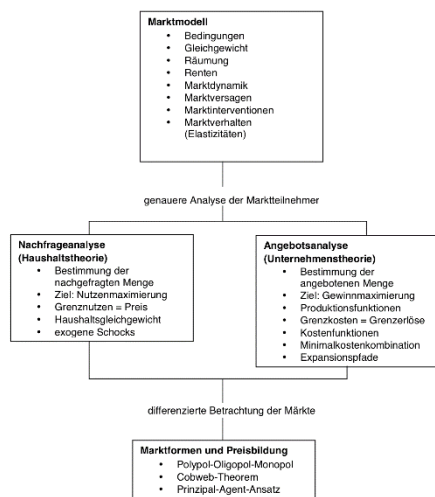 Marktmodell
• Bedingungen
• Gleichgewicht
• Räumung
• Renten
• Marktdynamik
• Marktversagen
• Marktinterventionen
• Marktverhalten
(Elastizitäten)
genauere Analyse der Marktteilnehmer
Nachfrageanalyse
(Haushaltstheorie)
• Bestimmung der
nachgefragten Menge
• Ziel: Nutzenmaximierung
• Grenznutzen = Preis
• Haushaltsgleichgewicht
• exogene Schocks
Angebotsanalyse
(Unternehmenstheorie)
• Bestimmung der
angebotenen Menge
• Ziel: Gewinnmaximierung
• Produktionsfunktionen
• Grenzkosten = Grenzerlöse
• Kostenfunktionen
• Minimalkostenkombination
• Expansionspfade
differenzierte Betrachtung der Märkte
Marktformen und Preisbildung
• Polypol-Oligopol-Monopol
• Cobweb-Theorem
• Prinzipal-Agent-Ansatz